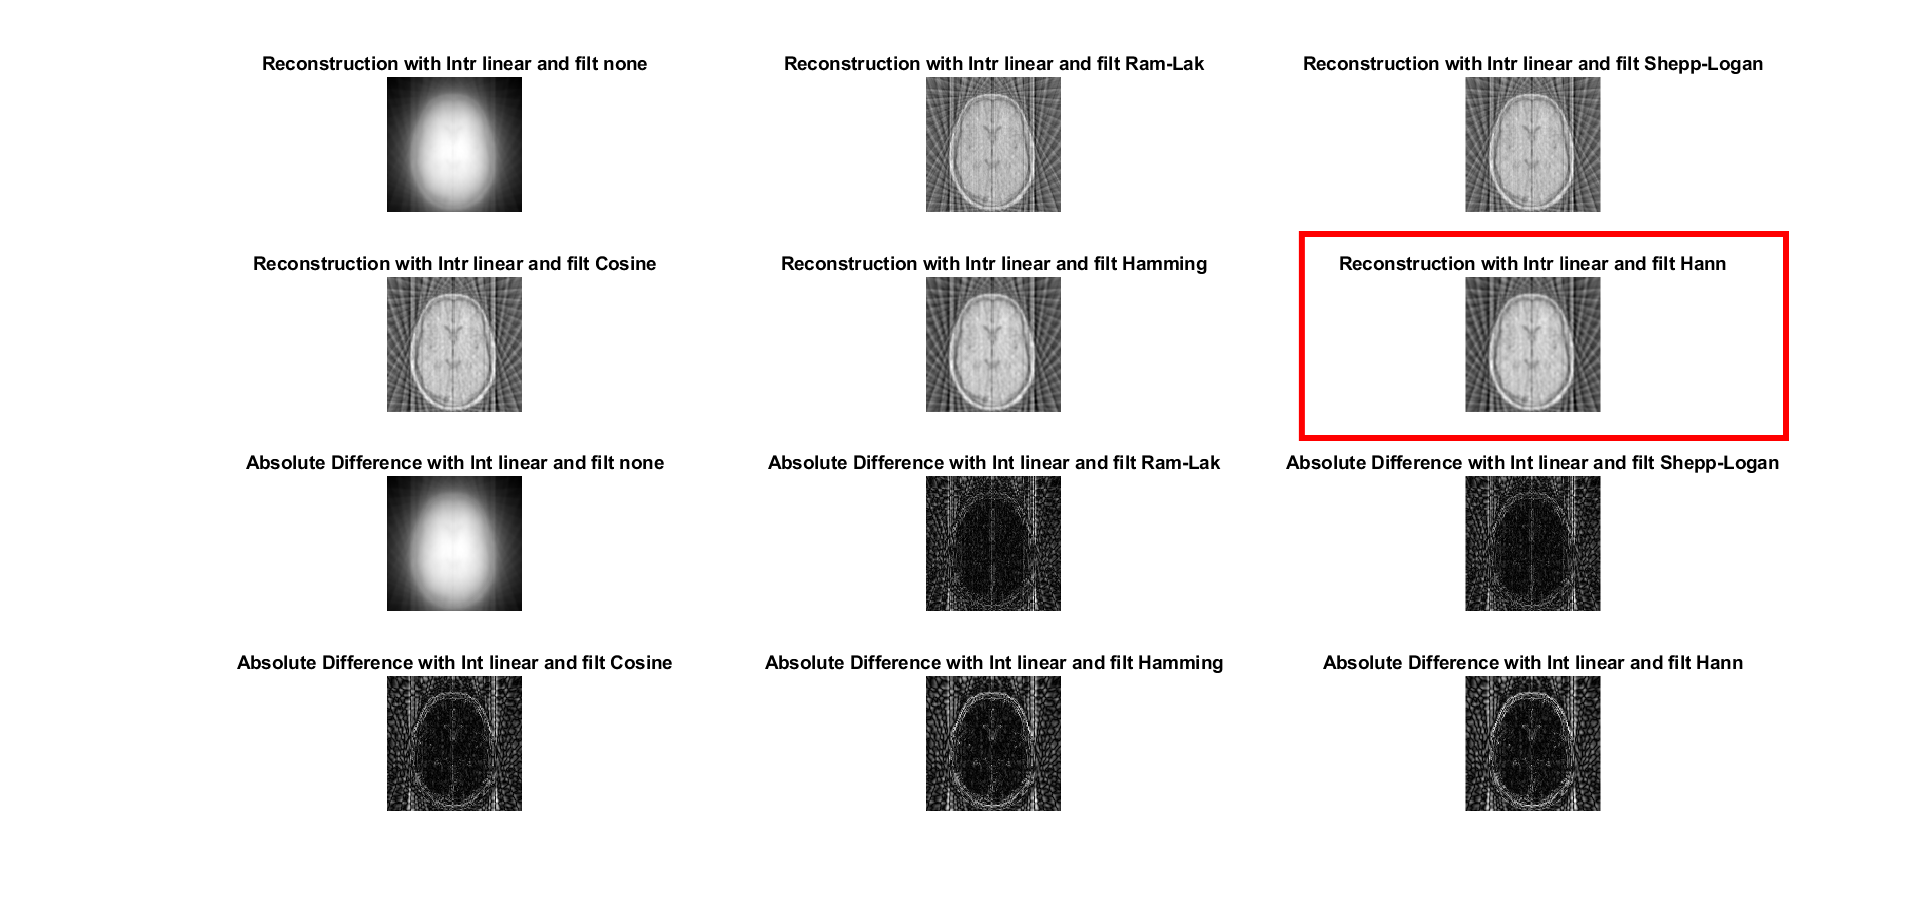 Reconstruction with Intr linear and filt none
Reconstruction with Intr linear and filt Ram-Lak
Reconstruction with Intr linear and filt Shepp-Logan
Reconstruction with Intr linear and filt Cosine
Reconstruction with Intr linear and filt Hamming
Reconstruction with Intr linear and filt Hann
Absolute Difference with Int linear and filt none
Absolute Difference with Int linear and filt Ram-Lak
Absolute Difference with Int linear and filt Shepp-Logan
Absolute Difference with Int linear and filt Cosine
Absolute Difference with Int linear and filt Hamming
Absolute Difference with Int linear and filt Hann